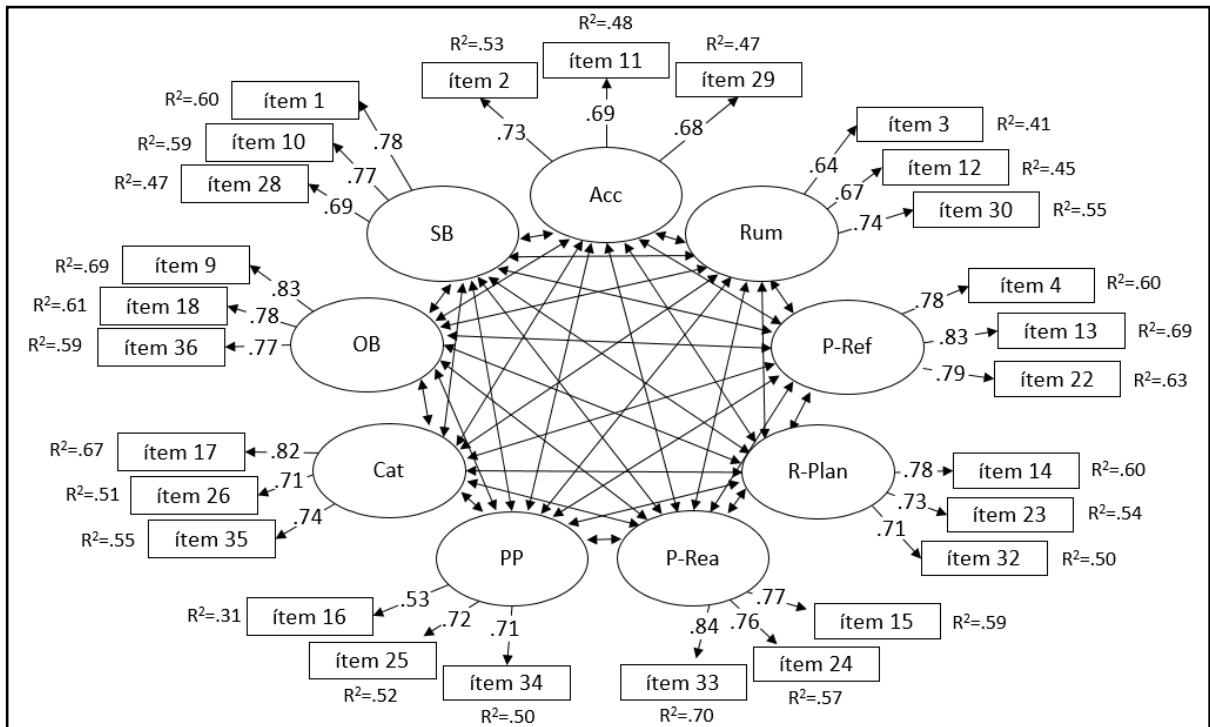 R²=.48
ítem 11
R²=.53
ítem 2
R²=.47
ítem 29
.73
.69
.68
Acc
R²=.60
ítem 1
.78
R²=.59
ítem 10
.77
R²=.47
ítem 28
.69
SB
ítem 3
R²=.41
.64
ítem 12
R²=.45
.67
ítem 30
R²=.55
.74
Rum
R²=.69
ítem 9
.83
R²=.61
ítem 18
.78
R²=.59
ítem 36
.77
OB
.78
ítem 4
R²=.60
.83
ítem 13
R²=.69
.79
ítem 22
R²=.63
P-Ref
R²=.67
ítem 17
.82
R²=.51
ítem 26
.71
R²=.55
ítem 35
.74
Cat
R-Plan
.78
ítem 14
R²=.60
.73
ítem 23
R²=.54
.71
ítem 32
R²=.50
PP
R²=.31
ítem 16
.53
.72
ítem 25
R²=.52
.71
ítem 34
R²=.50
P-Rea
.77
ítem 15
R²=.59
.76
ítem 24
R²=.57
.84
ítem 33
R²=.70